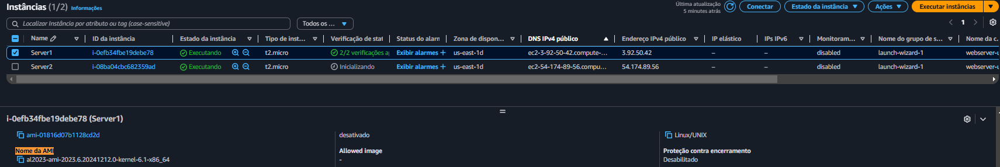 Instâncias (1/2) Informações
Última atualização
5 minutes atrás
Conectar
Estado da instância
Ações
Executar instâncias
Localizar Instância por atributo ou tag (case-sensitive)
Todos os ...
1
Name ID da instância Estado da instância Tipo de inst... Verificação de stat Status do alarm Zona de dispon... DNS IPv4 público Endereço IPv4 público IP elástico IPs IPv6 Monitoram... Nome do grupo de s... Nome da c.
Server1 i-0efb34fbe19debe78 Executando t2.micro 2/2 verificações a Exibir alarmes + us-east-1d ec2-3-92-50-42.compute-... 3.92.50.42 – – disabled launch-wizard-1 webserver-
Server2 i-08ba04cbc682359ad Executando t2.micro Inicializando Exibir alarmes + us-east-1d ec2-54-174-89-56.compu... 54.174.89.56 – – disabled launch-wizard-1 webserver-
i-0efb34fbe19debe78 (Server1)
ami-01816d07b1128cd2d desativado Linux/UNIX
Nome da AMI Allowed image Proteção contra encerramento
al2023-ami-2023.6.20241212.0-kernel-6.1-x86_64 - Desabilitado